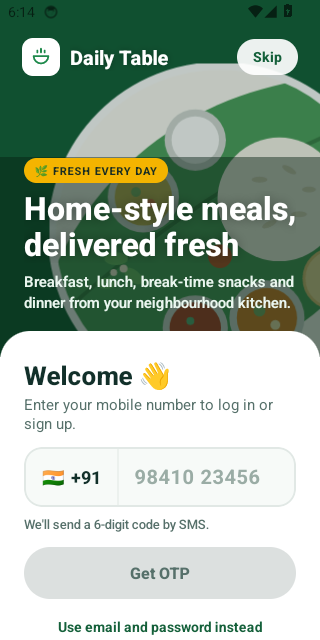 6:14
Daily Table
Skip
🌿 FRESH EVERY DAY
Home-style meals,
delivered fresh
Breakfast, lunch, break-time snacks and
dinner from your neighbourhood kitchen.
Welcome 👋
Enter your mobile number to log in or
sign up.
🇮🇳 +91 98410 23456
We'll send a 6-digit code by SMS.
Get OTP
Use email and password instead